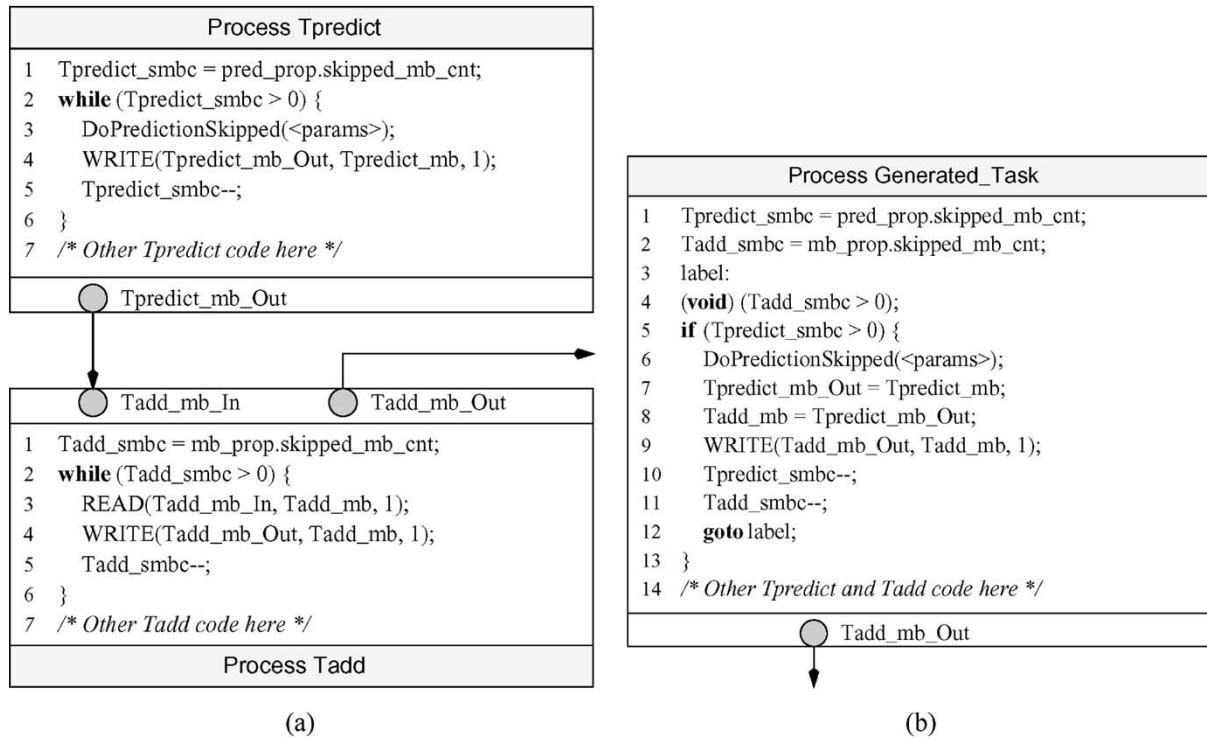 Process Tpredict
1 Tpredict_smbc = pred_prop.skipped_mb_cnt;
2 while (Tpredict_smbc > 0) {
3 DoPredictionSkipped(<params>);
4 WRITE(Tpredict_mb_Out, Tpredict_mb, 1);
5 Tpredict_smbc--;
6 }
7 /* Other Tpredict code here */
Tpredict_mb_Out
Tadd_mb_In Tadd_mb_Out
1 Tadd_smbc = mb_prop.skipped_mb_cnt;
2 while (Tadd_smbc > 0) {
3 READ(Tadd_mb_In, Tadd_mb, 1);
4 WRITE(Tadd_mb_Out, Tadd_mb, 1);
5 Tadd_smbc--;
6 }
7 /* Other Tadd code here */
Process Tadd
(a)
Process Generated_Task
1 Tpredict_smbc = pred_prop.skipped_mb_cnt;
2 Tadd_smbc = mb_prop.skipped_mb_cnt;
3 label:
4 (void) (Tadd_smbc > 0);
5 if (Tpredict_smbc > 0) {
6 DoPredictionSkipped(<params>);
7 Tpredict_mb_Out = Tpredict_mb;
8 Tadd_mb = Tpredict_mb_Out;
9 WRITE(Tadd_mb_Out, Tadd_mb, 1);
10 Tpredict_smbc--;
11 Tadd_smbc--;
12 goto label;
13 }
14 /* Other Tpredict and Tadd code here */
Tadd_mb_Out
(b)